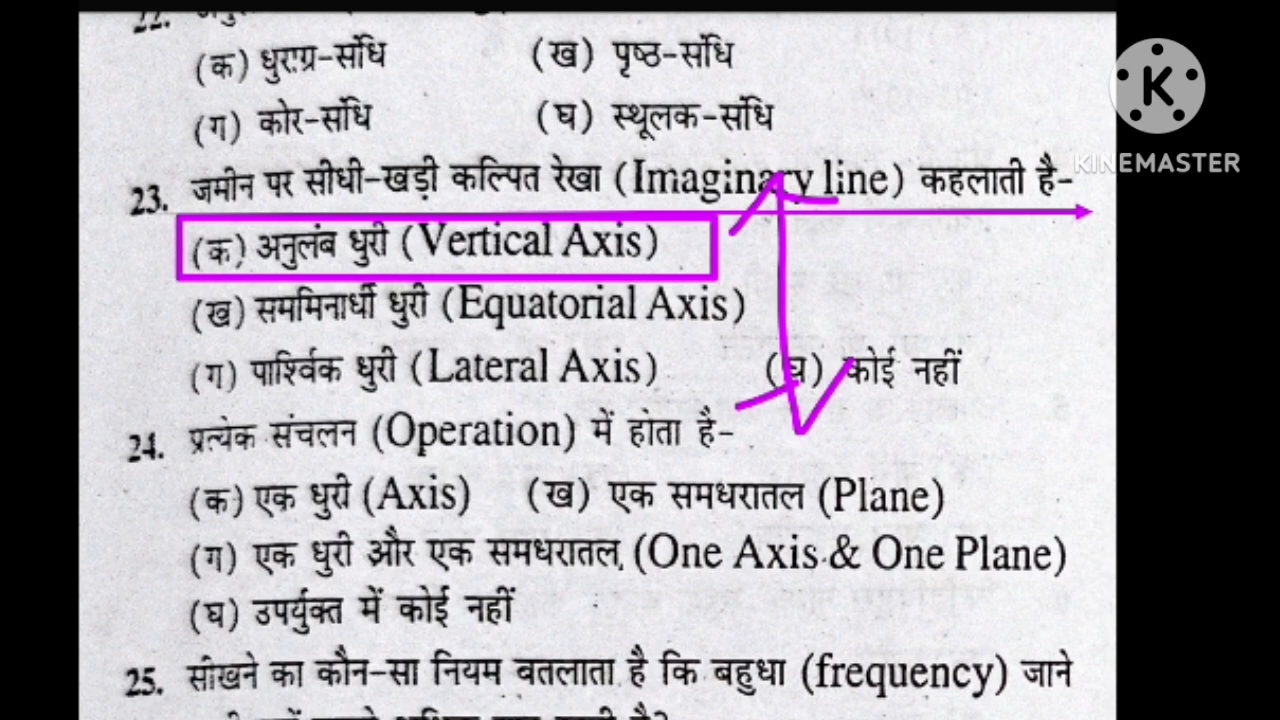 22.
(क) धुराग्र-संधि (ख) पृष्ठ-संधि
(ग) कोर-संधि (घ) स्थूलक-संधि
23. जमीन पर सीधी-खड़ी कल्पित रेखा (Imaginary line) कहलाती है-
(क) अनुलंब धुरी (Vertical Axis)
(ख) सममिनार्धी धुरी (Equatorial Axis)
(ग) पार्श्विक धुरी (Lateral Axis) (घ) कोई नहीं
24. प्रत्येक संचलन (Operation) में होता है-
(क) एक धुरी (Axis) (ख) एक समधरातल (Plane)
(ग) एक धुरी और एक समधरातल (One Axis & One Plane)
(घ) उपर्युक्त में कोई नहीं
25. सीखने का कौन-सा नियम बतलाता है कि बहुधा (frequency) जाने
K
KINEMASTER